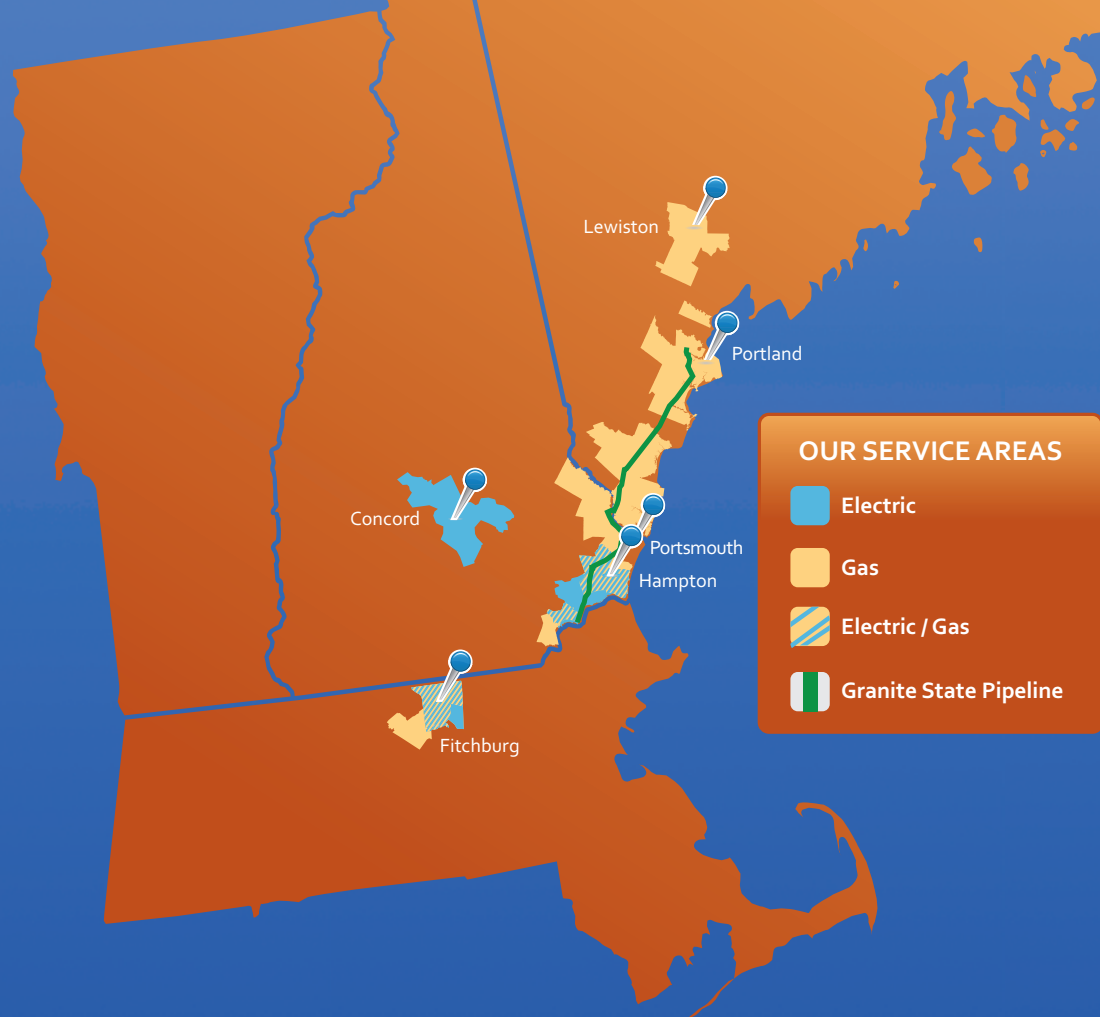 Lewiston
Portland
OUR SERVICE AREAS
Electric
Concord
Portsmouth
Gas
Hampton
Electric / Gas
Granite State Pipeline
Fitchburg